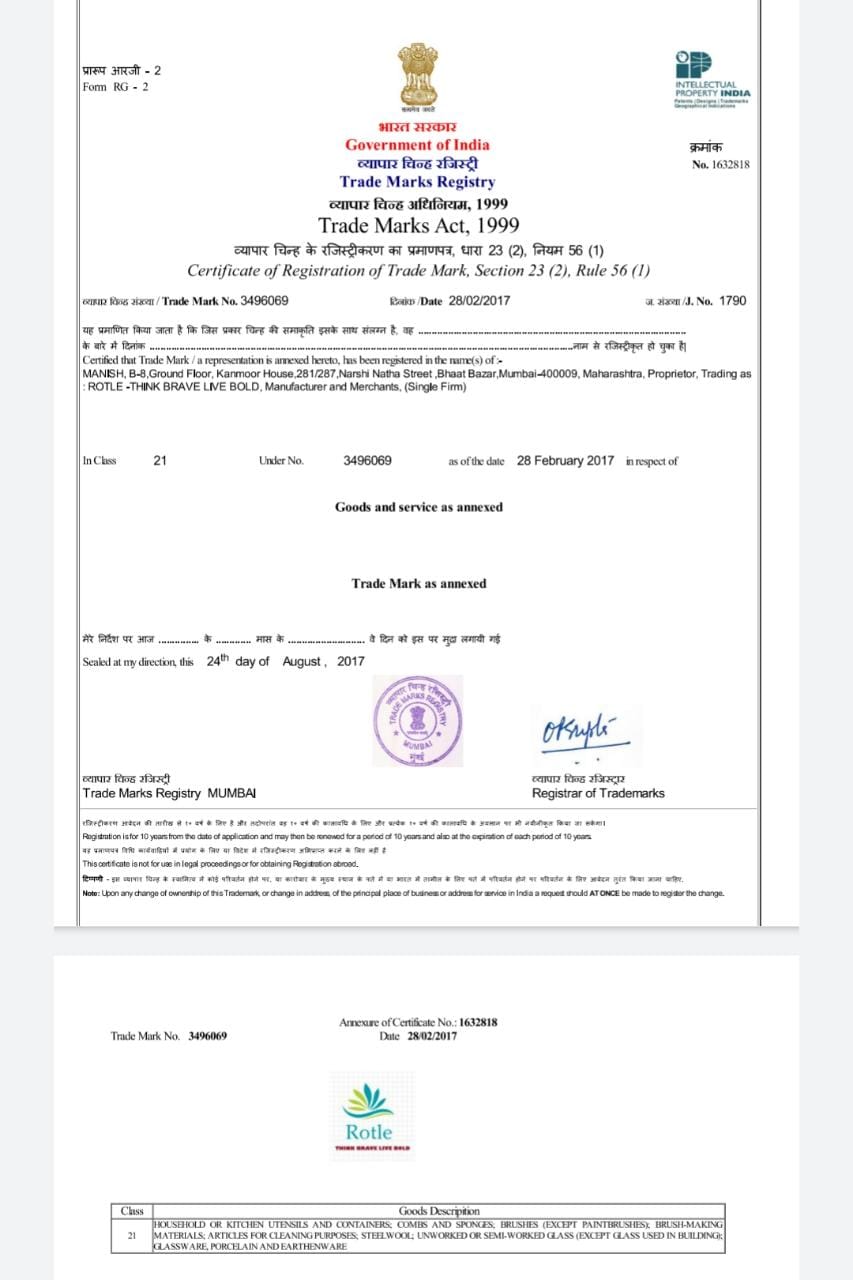 प्रारूप आरजी - 2
Form RG - 2
सत्यमेव जयते
INTELLECTUAL
PROPERTY INDIA
Patents | Designs | Trademarks
Geographical Indications
भारत सरकार
Government of India
व्यापार चिन्ह रजिस्ट्री
Trade Marks Registry
क्रमांक
No. 1632818
व्यापार चिन्ह अधिनियम, 1999
Trade Marks Act, 1999
व्यापार चिन्ह के रजिस्ट्रीकरण का प्रमाणपत्र, धारा 23 (2), नियम 56 (1)
Certificate of Registration of Trade Mark, Section 23 (2), Rule 56 (1)
व्यापार चिन्ह संख्या / Trade Mark No. 3496069 दिनांक /Date 28/02/2017 ज. संख्या /J. No. 1790
यह प्रमाणित किया जाता है कि जिस प्रकार चिन्ह की समाकृति इसके साथ संलग्न है, वह ....................
के बारे में दिनांक ....................नाम से रजिस्ट्रीकृत हो चुका है|
Certified that Trade Mark / a representation is annexed hereto, has been registered in the name(s) of :-
MANISH, B-8,Ground Floor, Kanmoor House,281/287,Narshi Natha Street ,Bhaat Bazar,Mumbai-400009, Maharashtra, Proprietor, Trading as
: ROTLE -THINK BRAVE LIVE BOLD, Manufacturer and Merchants, (Single Firm)
In Class 21 Under No. 3496069 as of the date 28 February 2017 in respect of
Goods and service as annexed
Trade Mark as annexed
मेरे निर्देश पर आज ............... के ............. मास के ............................ वे दिन को इस पर मुद्रा लगायी गई
Sealed at my direction, this 24th day of August , 2017
व्यापार चिन्ह रजिस्ट्री
TRADE MARKS REGISTRY
MUMBAI
मुंबई
व्यापार चिन्ह रजिस्ट्री
Trade Marks Registry MUMBAI
व्यापार चिन्ह रजिस्ट्रार
Registrar of Trademarks
रजिस्ट्रीकरण आवेदन की तारीख से १० वर्ष के लिए है और तदोपरांत वह १० वर्ष की कालावधि के लिए और प्रत्येक १० वर्ष की कालावधि के अवसान पर भी नवीनीकृत किया जा सकेगा।
Registration is for 10 years from the date of application and may then be renewed for a period of 10 years and also at the expiration of each period of 10 years.
यह प्रमाणपत्र विधि कार्यवाहियों में प्रयोग के लिए या विदेश में रजिस्ट्रीकरण अभिप्राप्त करने के लिए नहीं है
This certificate is not for use in legal proceedings or for obtaining Registration abroad.
टिप्पणी - इस व्यापार चिन्ह के स्वामित्व में कोई परिवर्तन होने पर, या कारोबार के मुख्य स्थान के पते में या भारत में तामील के लिए पते में परिवर्तन होने पर परिवर्तन के लिए आवेदन तुरंत किया जाना चाहिए.
Note: Upon any change of ownership of this Trademark, or change in address, of the principal place of business or address for service in India a request should AT ONCE be made to register the change.
Annexure of Certificate No.: 1632818
Trade Mark No. 3496069 Date 28/02/2017
Rotle
THINK BRAVE LIVE BOLD
Class Goods Description
21 HOUSEHOLD OR KITCHEN UTENSILS AND CONTAINERS; COMBS AND SPONGES; BRUSHES (EXCEPT PAINTBRUSHES); BRUSH-MAKING
MATERIALS; ARTICLES FOR CLEANING PURPOSES; STEELWOOL; UNWORKED OR SEMI-WORKED GLASS (EXCEPT GLASS USED IN BUILDING);
GLASSWARE, PORCELAIN AND EARTHENWARE